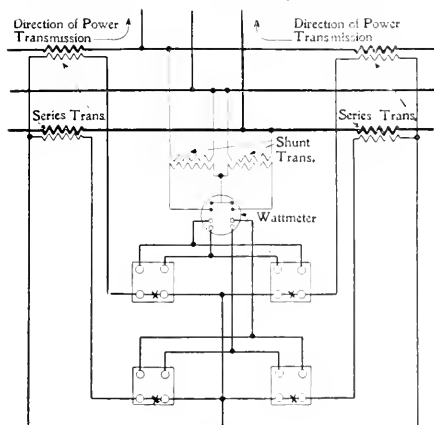 Direction of Power
Transmission
Direction of Power
Transmission
Series Trans.
Series Trans.
Shunt
Trans.
Wattmeter